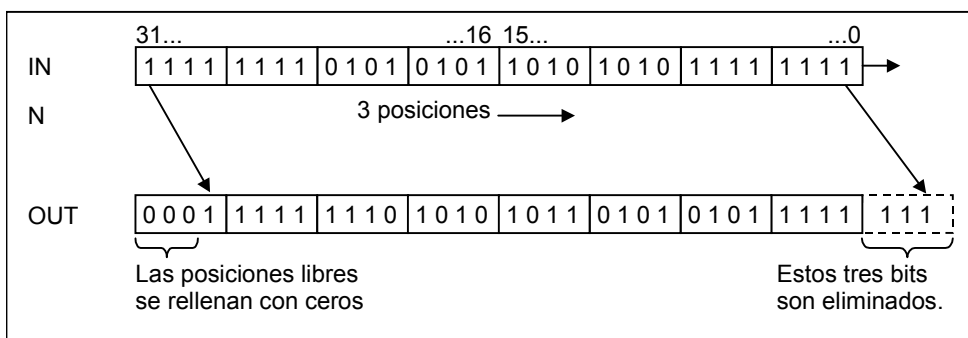 31... ...16 15... ...0
IN 1 1 1 1 1 1 1 1 0 1 0 1 0 1 0 1 1 0 1 0 1 0 1 0 1 1 1 1 1 1 1 1
N 3 posiciones
OUT 0 0 0 1 1 1 1 1 1 1 1 0 1 0 1 0 1 0 1 1 0 1 0 1 0 1 0 1 1 1 1 1 1 1 1
Las posiciones libres
se rellenan con ceros
Estos tres bits
son eliminados.